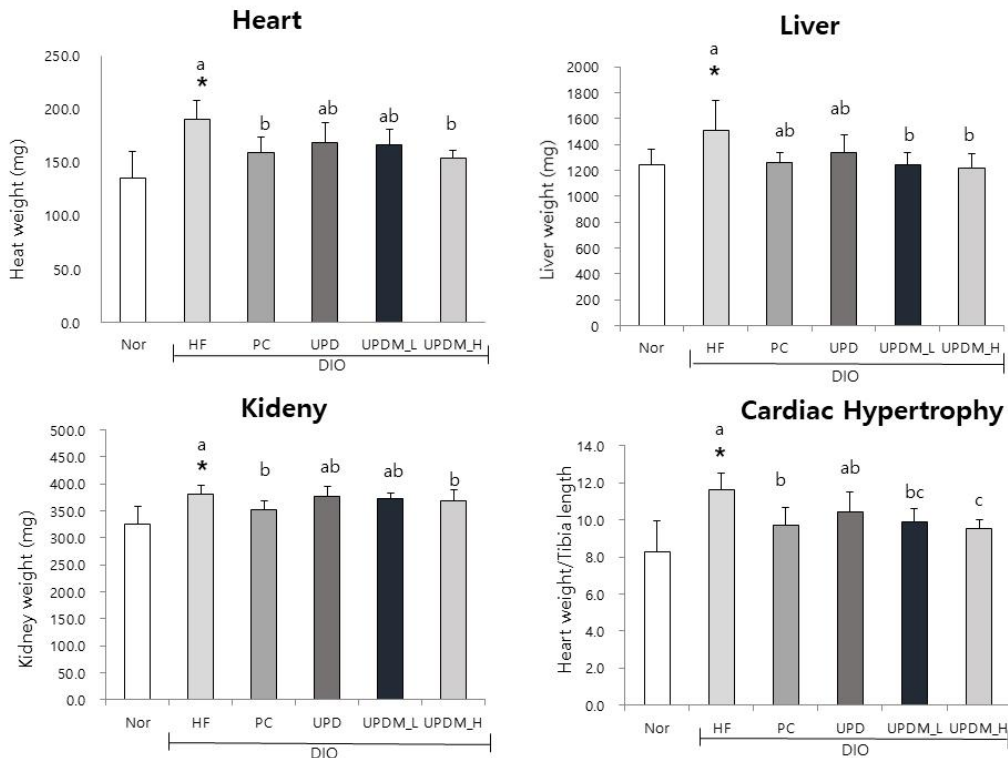 Heart
Heat weight (mg)
250.0
200.0
150.0
100.0
50.0
0.0
a
*
b
ab
ab
b
Nor HF PC UPD UPDM_L UPDM_H
DIO
Liver
Liver weight (mg)
2000
1800
1600
1400
1200
1000
800
600
400
200
0
a
*
ab
ab
b
b
Nor HF PC UPD UPDM_L UPDM_H
DIO
Kideny
Kidney weight (mg)
500.0
450.0
400.0
350.0
300.0
250.0
200.0
150.0
100.0
50.0
0.0
a
*
b
ab
ab
b
Nor HF PC UPD UPDM_L UPDM_H
DIO
Cardiac Hypertrophy
Heart weight/Tibia length
14.0
12.0
10.0
8.0
6.0
4.0
2.0
0.0
a
*
b
ab
bc
c
Nor HF PC UPD UPDM_L UPDM_H
DIO